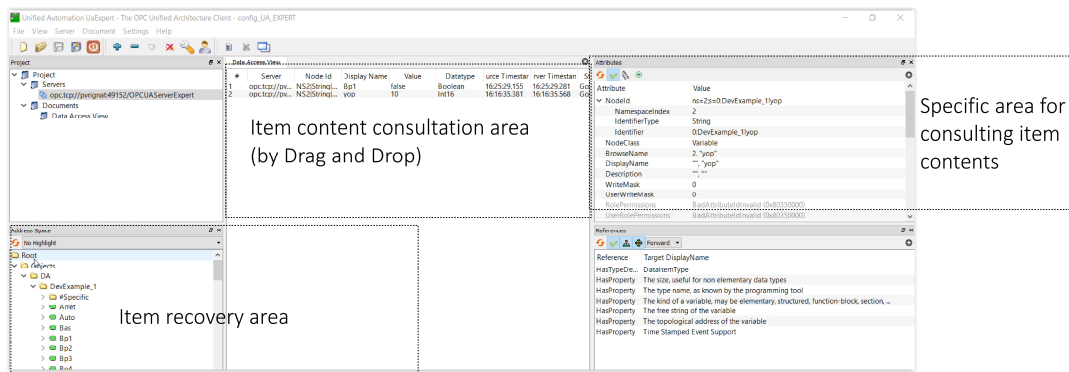 Unified Automation UaExpert - The OPC Unified Architecture Client - config_UA_EXPERT
File View Server Document Settings Help
Project
Project
Servers
opc.tcp://pvrignat:49152/OPCUAServerExpert
Documents
Data Access View
Data Access View
# Server Node Id Display Name Value Datatype urce Timestar rver Timestan St
1 opc.tcp://pv... NS2|String|... Bp1 false Boolean 16:25:29.155 16:25:29.281 Go
2 opc.tcp://pv... NS2|String|... yop 10 Int16 16:16:35.381 16:16:35.568 Go
Item content consultation area
(by Drag and Drop)
Attributes
Attribute Value
NodeId ns=2;s=0:DevExample_1!yop
NamespaceIndex 2
IdentifierType String
Identifier 0:DevExample_1!yop
NodeClass Variable
BrowseName 2, "yop"
DisplayName "", "yop"
Description "", ""
WriteMask 0
UserWriteMask 0
RolePermissions BadAttributeIdInvalid (0x80350000)
UserRolePermissions BadAttributeIdInvalid (0x80350000)
Specific area for
consulting item
contents
Address Space
No Highlight
Root
Objects
DA
DevExample_1
#Specific
Arret
Auto
Bas
Bp1
Bp2
Bp3
Bp4
Item recovery area
References
Forward
Reference Target DisplayName
HasTypeDe... DataItemType
HasProperty The size, useful for non elementary data types
HasProperty The type name, as known by the programming tool
HasProperty The kind of a variable, may be elementary, structured, function-block, section, ...
HasProperty The free string of the variable
HasProperty The topological address of the variable
HasProperty Time Stamped Event Support